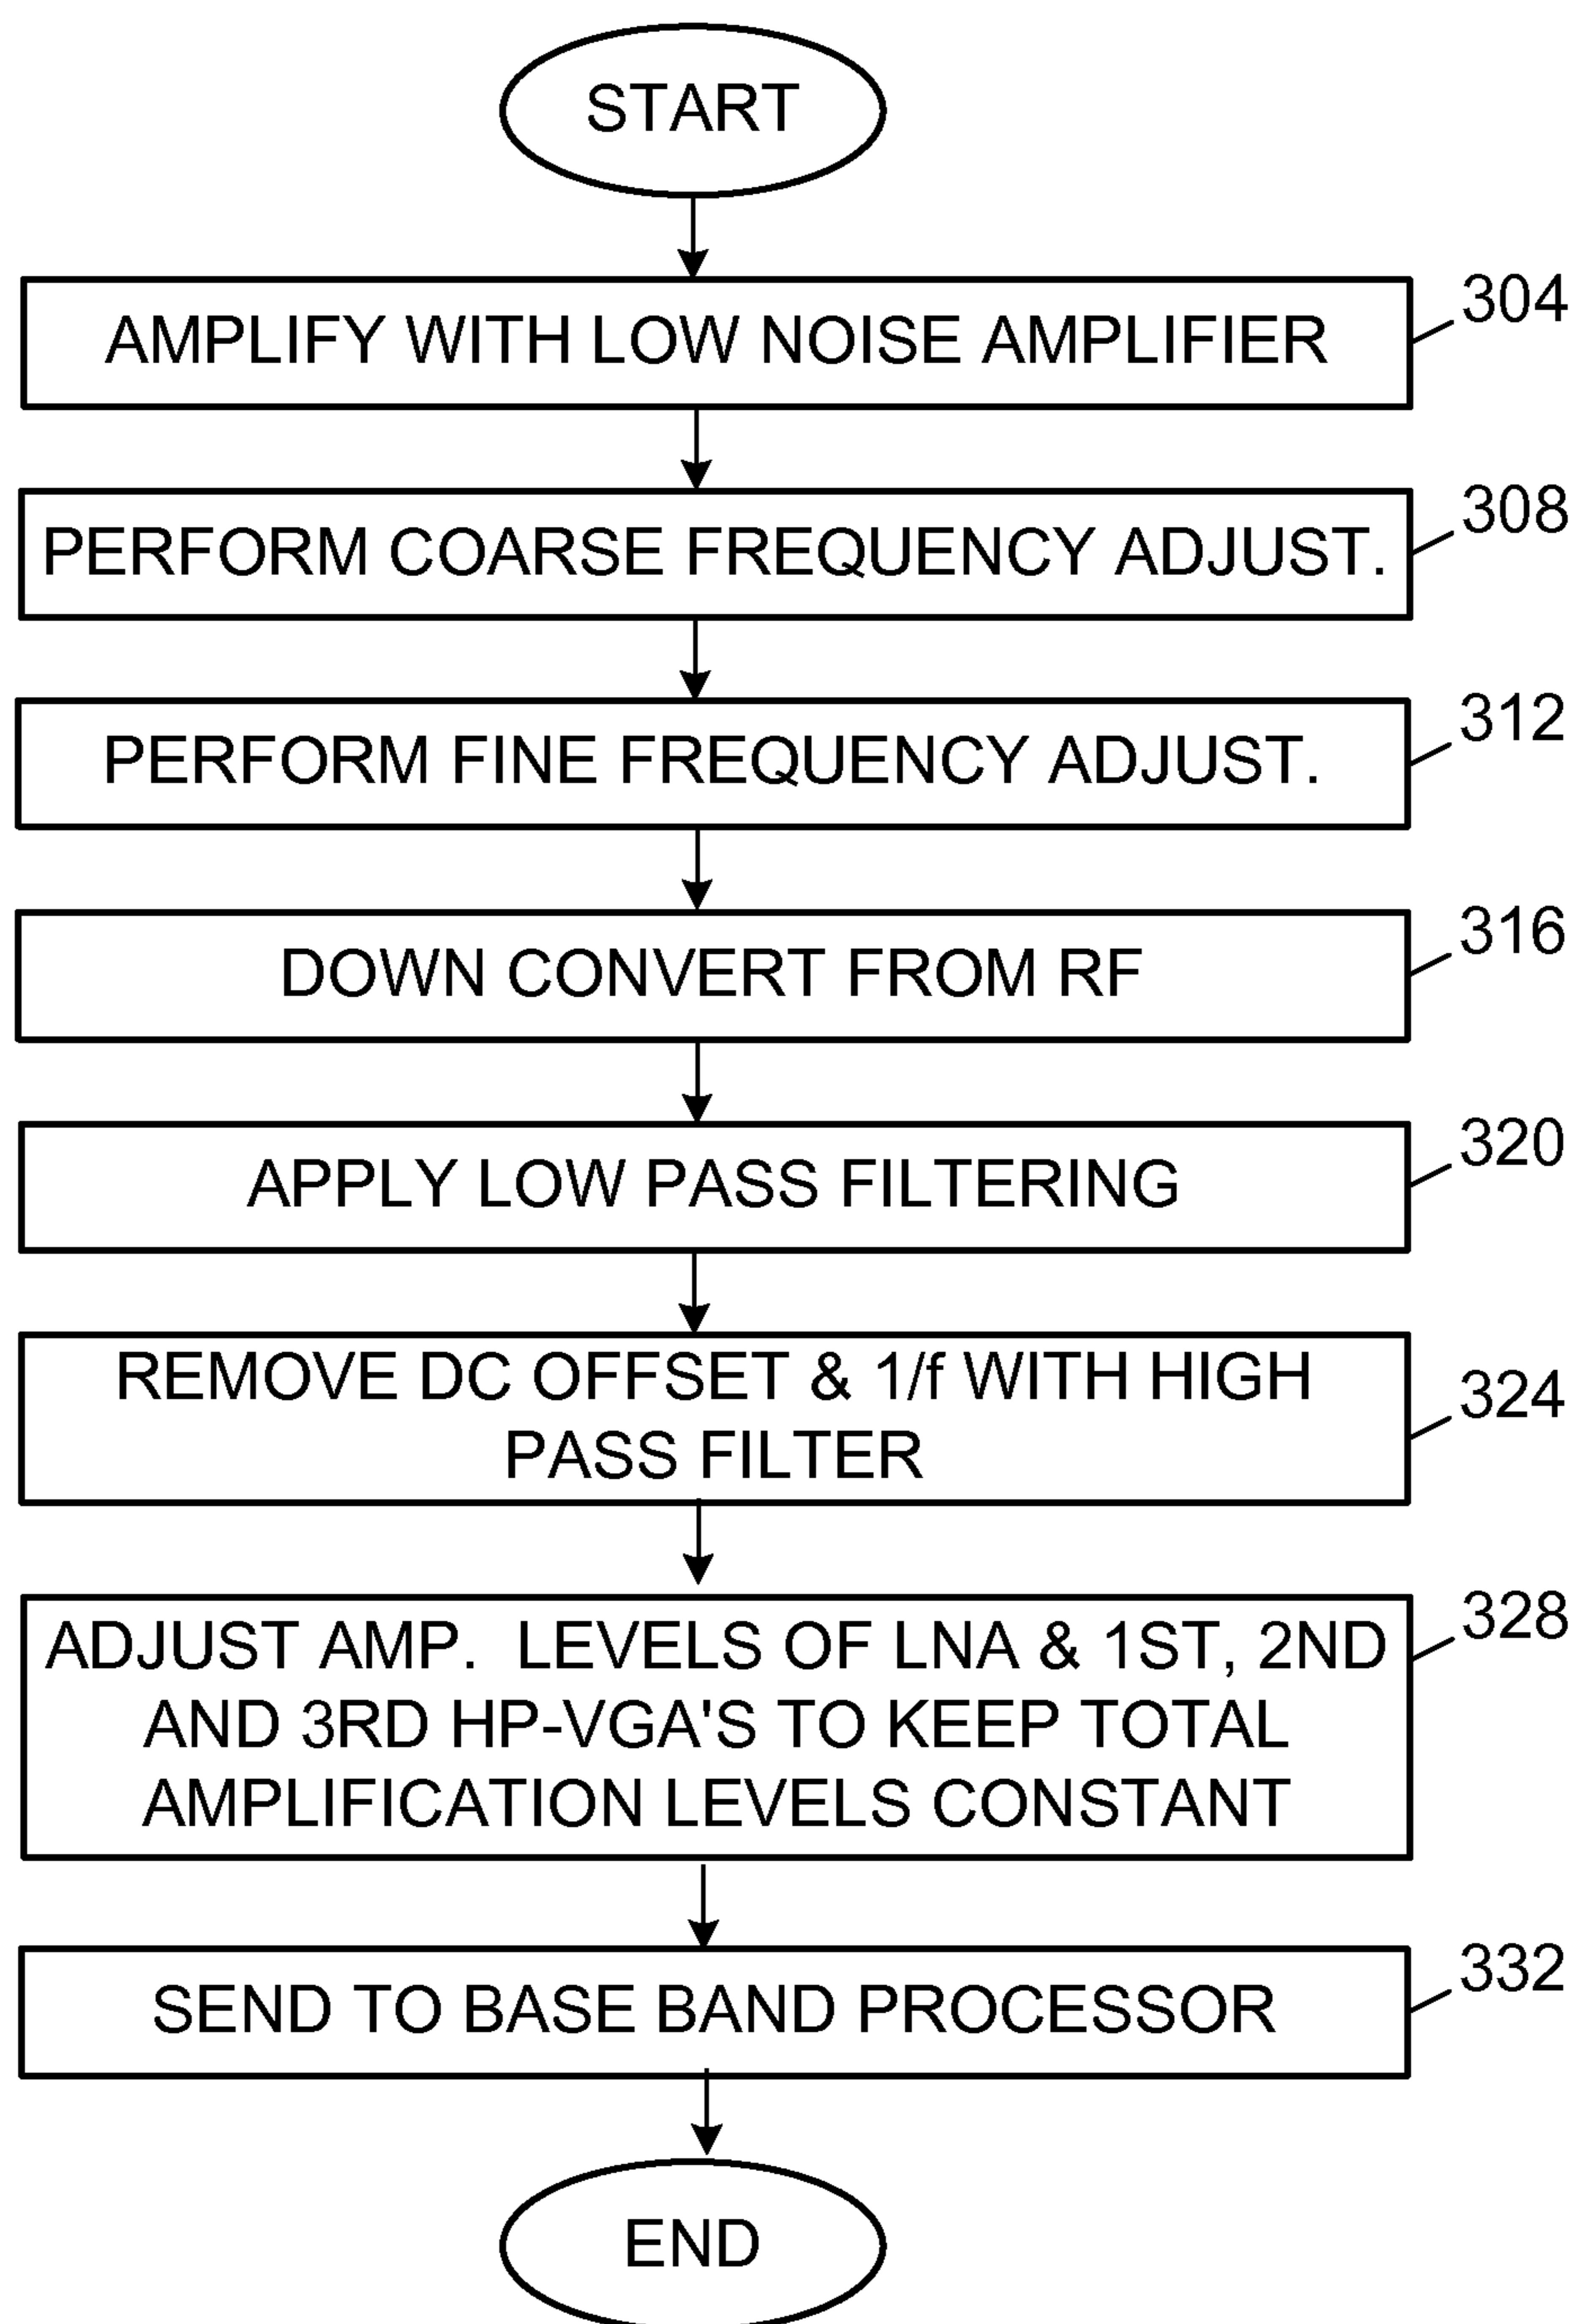 START
AMPLIFY WITH LOW NOISE AMPLIFIER
304
PERFORM COARSE FREQUENCY ADJUST.
308
PERFORM FINE FREQUENCY ADJUST.
312
DOWN CONVERT FROM RF
316
APPLY LOW PASS FILTERING
320
REMOVE DC OFFSET & 1/f WITH HIGH
PASS FILTER
324
ADJUST AMP.  LEVELS OF LNA & 1ST, 2ND
AND 3RD HP-VGA'S TO KEEP TOTAL
AMPLIFICATION LEVELS CONSTANT
328
SEND TO BASE BAND PROCESSOR
332
END